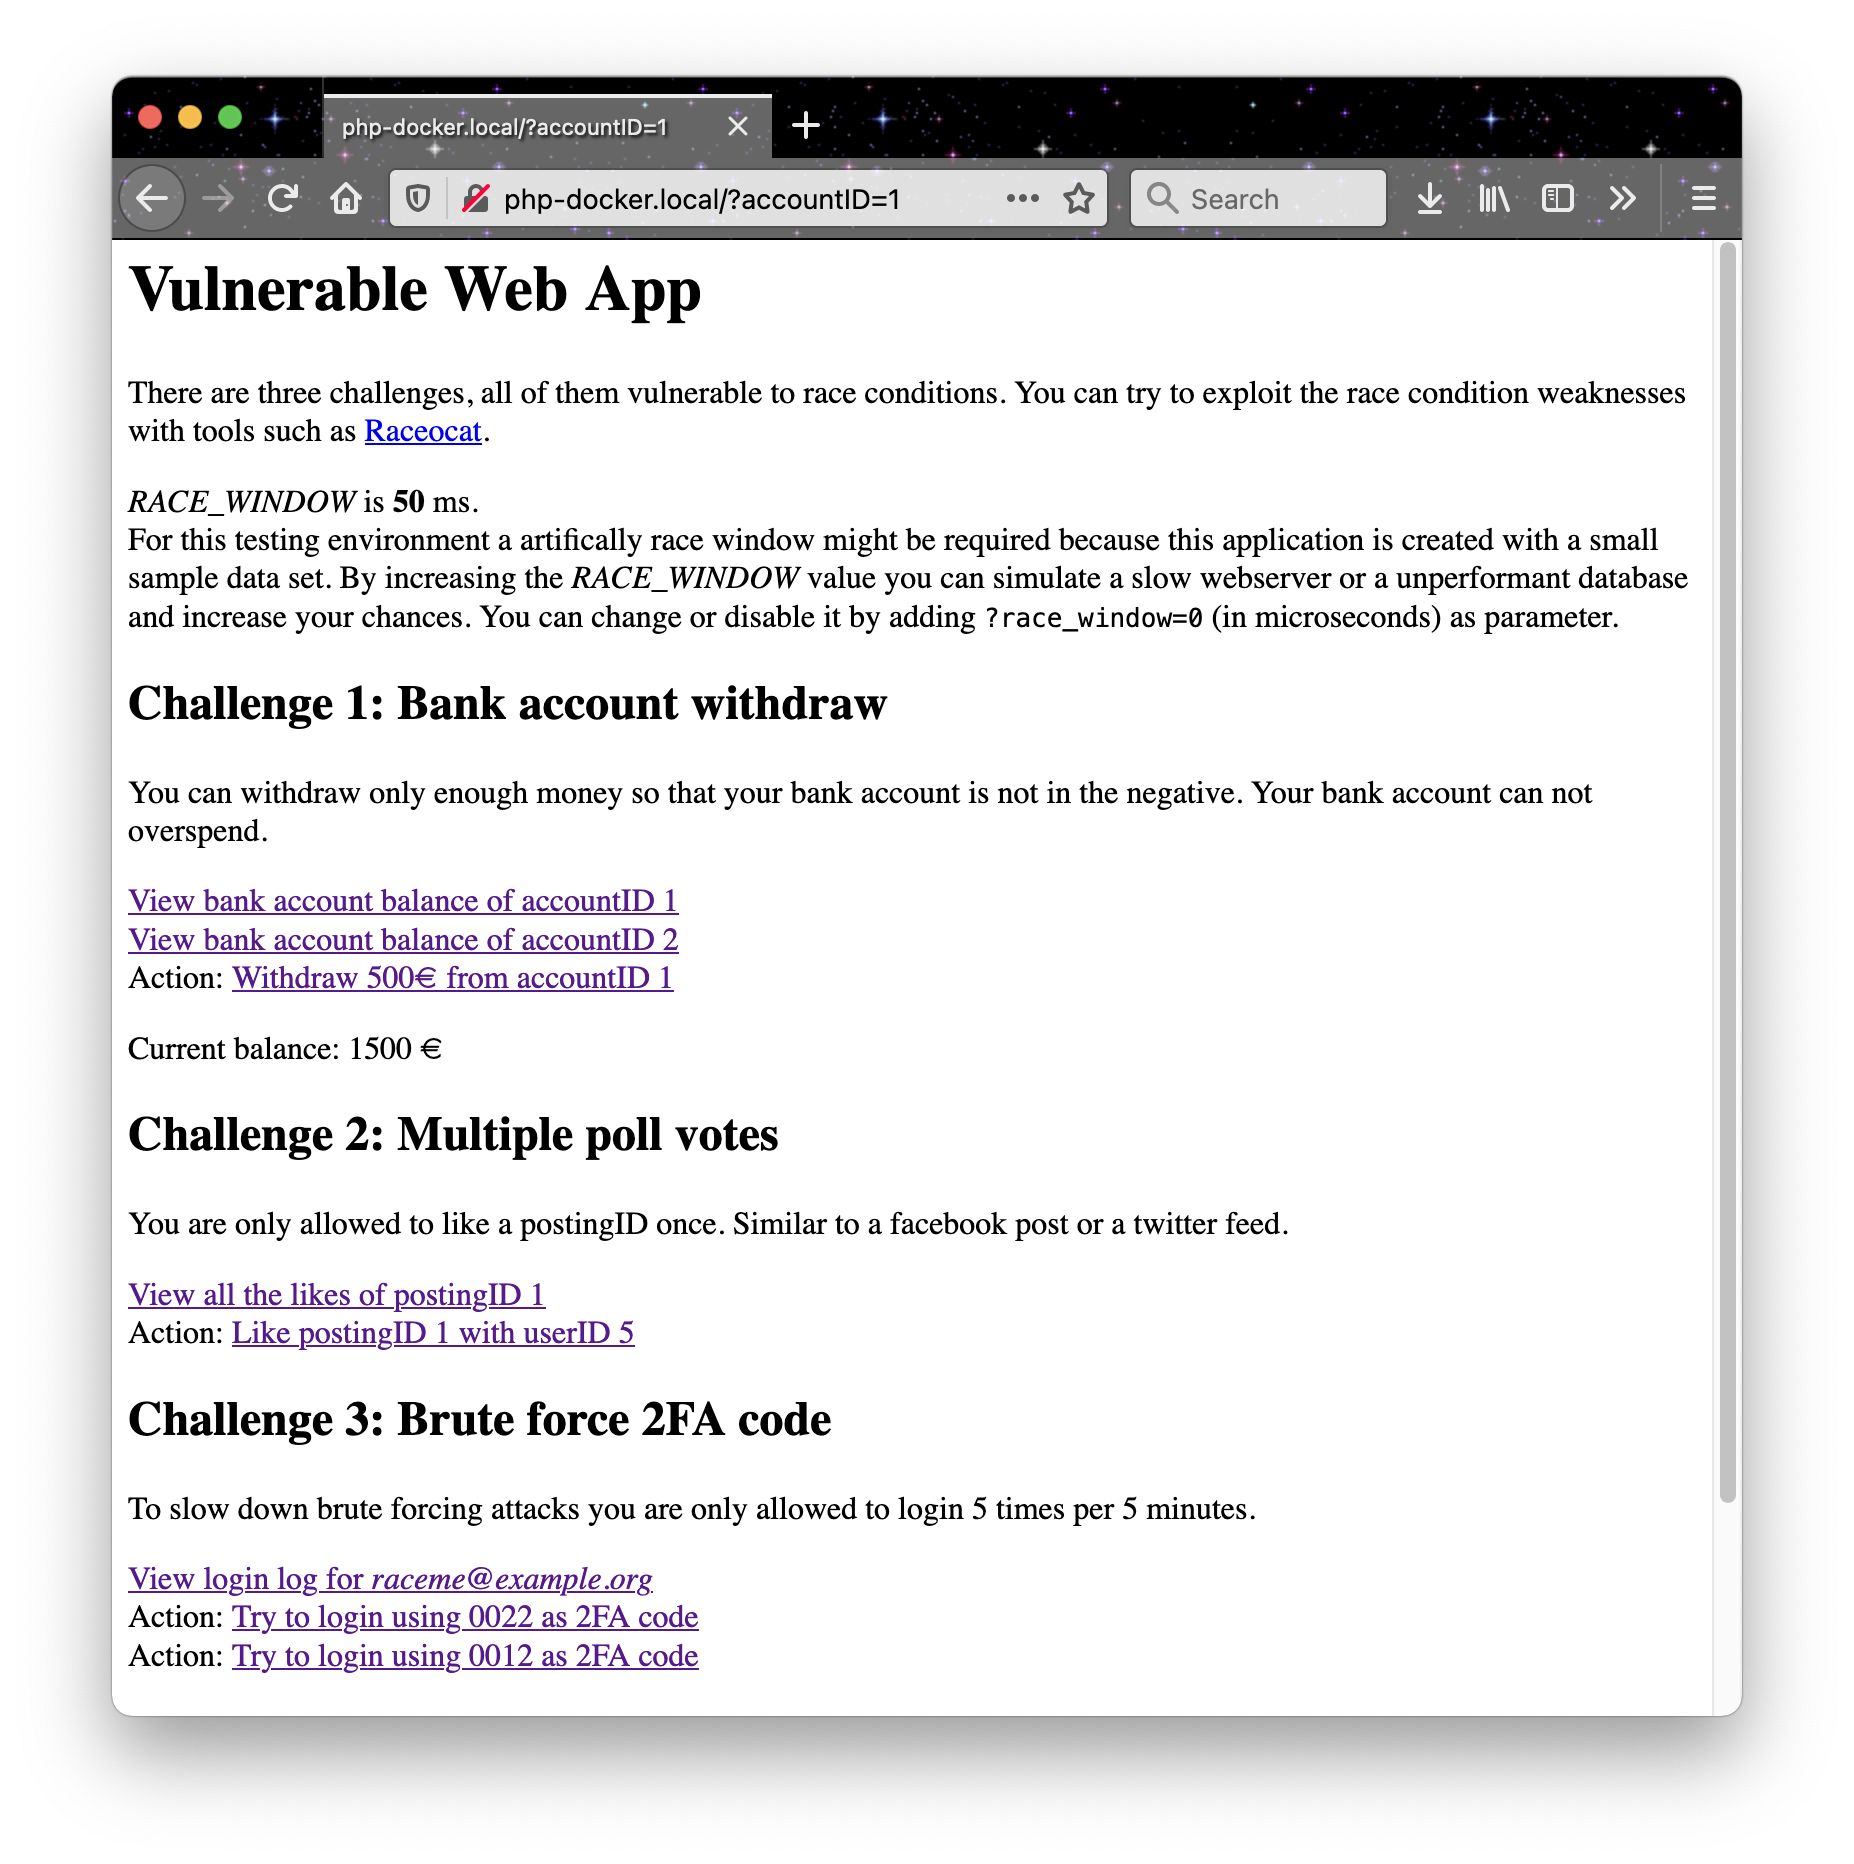 php-docker.local/?accountID=1
php-docker.local/?accountID=1
Search
Vulnerable Web App
There are three challenges, all of them vulnerable to race conditions. You can try to exploit the race condition weaknesses
with tools such as Raceocat.
RACE_WINDOW is 50 ms.
For this testing environment a artifically race window might be required because this application is created with a small
sample data set. By increasing the RACE_WINDOW value you can simulate a slow webserver or a unperformant database
and increase your chances. You can change or disable it by adding ?race_window=0 (in microseconds) as parameter.
Challenge 1: Bank account withdraw
You can withdraw only enough money so that your bank account is not in the negative. Your bank account can not
overspend.
View bank account balance of accountID 1
View bank account balance of accountID 2
Action: Withdraw 500€ from accountID 1
Current balance: 1500 €
Challenge 2: Multiple poll votes
You are only allowed to like a postingID once. Similar to a facebook post or a twitter feed.
View all the likes of postingID 1
Action: Like postingID 1 with userID 5
Challenge 3: Brute force 2FA code
To slow down brute forcing attacks you are only allowed to login 5 times per 5 minutes.
View login log for raceme@example.org
Action: Try to login using 0022 as 2FA code
Action: Try to login using 0012 as 2FA code